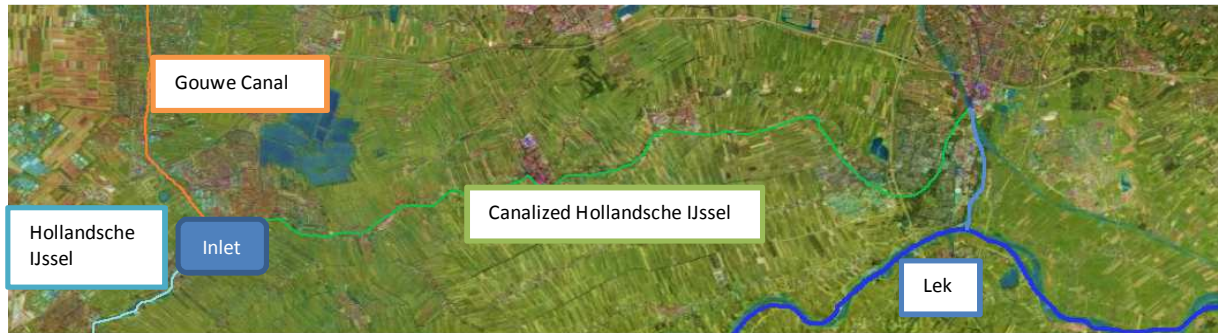 Gouwe Canal
Hollandsche
IJssel
Inlet
Canalized Hollandsche IJssel
Lek